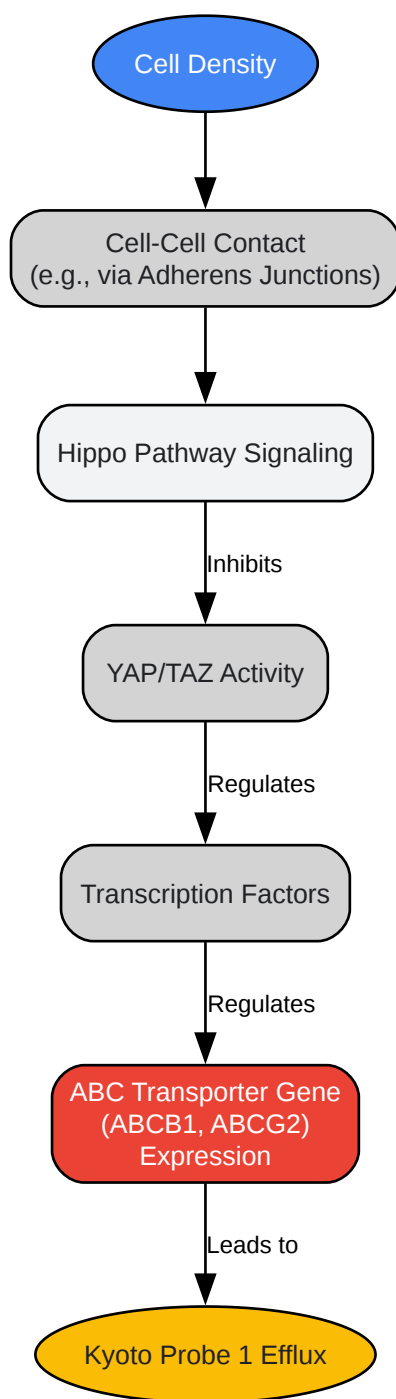 Cell Density
Cell-Cell Contact
(e.g., via Adherens Junctions)
Hippo Pathway Signaling
Inhibits
YAP/TAZ Activity
Regulates
Transcription Factors
Regulates
ABC Transporter Gene
(ABCB1, ABCG2)
Expression
Leads to
Kyoto Probe 1 Efflux